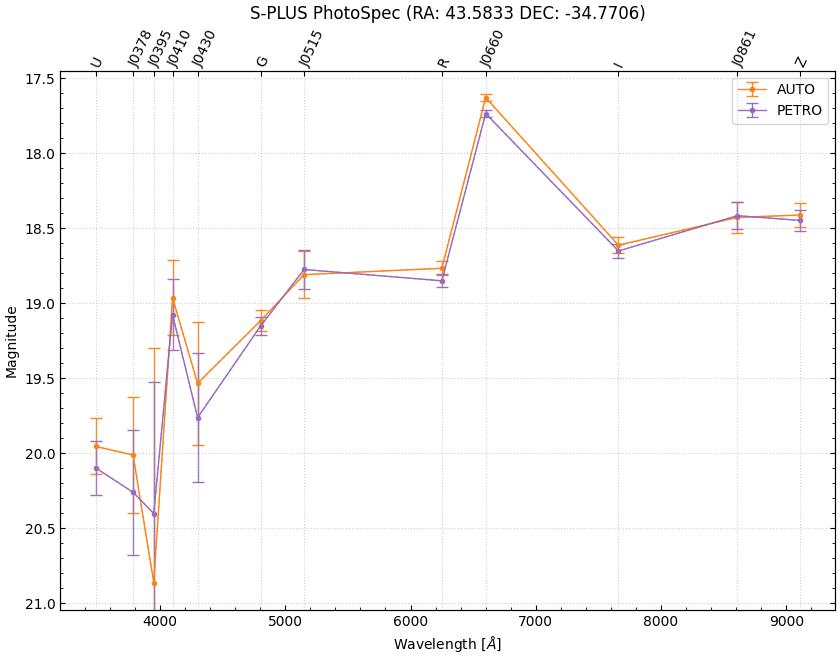 S-PLUS PhotoSpec (RA: 43.5833 DEC: -34.7706)
U J0378 J0395 J0410 J0430 G J0515 R J0660 I J0861 Z
AUTO
PETRO
17.5
18.0
18.5
19.0
19.5
20.0
20.5
21.0
Magnitude
4000 5000 6000 7000 8000 9000
Wavelength [Å]